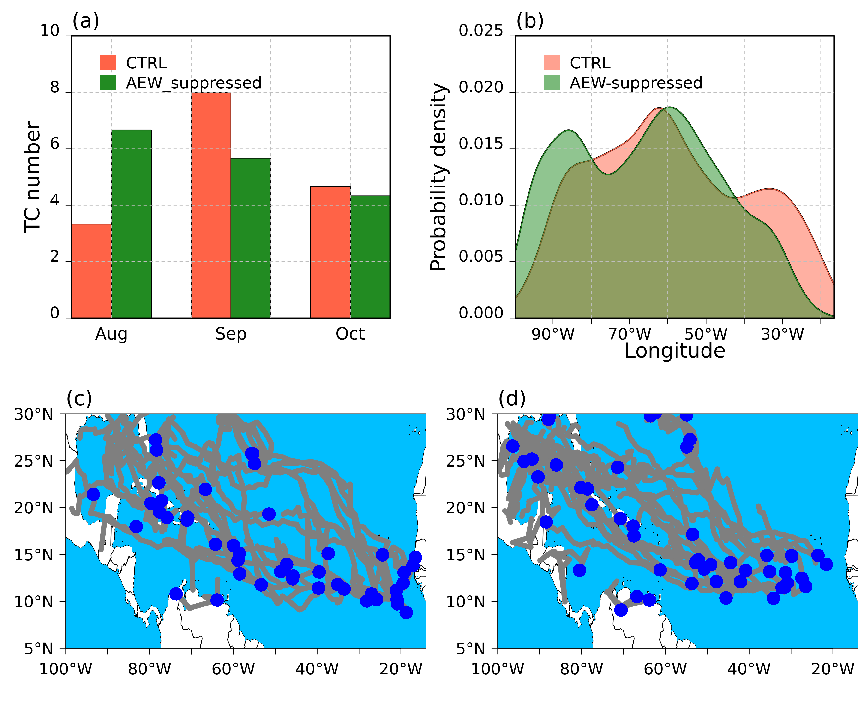 (a)
10
8
6
4
2
0
TC number
CTRL
AEW_suppressed
Aug Sep Oct
(b)
0.025
0.020
0.015
0.010
0.005
0.000
Probability density
CTRL
AEW-suppressed
90°W 70°W 50°W 30°W
Longitude
(c)
30°N
25°N
20°N
15°N
10°N
5°N
100°W 80°W 60°W 40°W 20°W
(d)
30°N
25°N
20°N
15°N
10°N
5°N
100°W 80°W 60°W 40°W 20°W